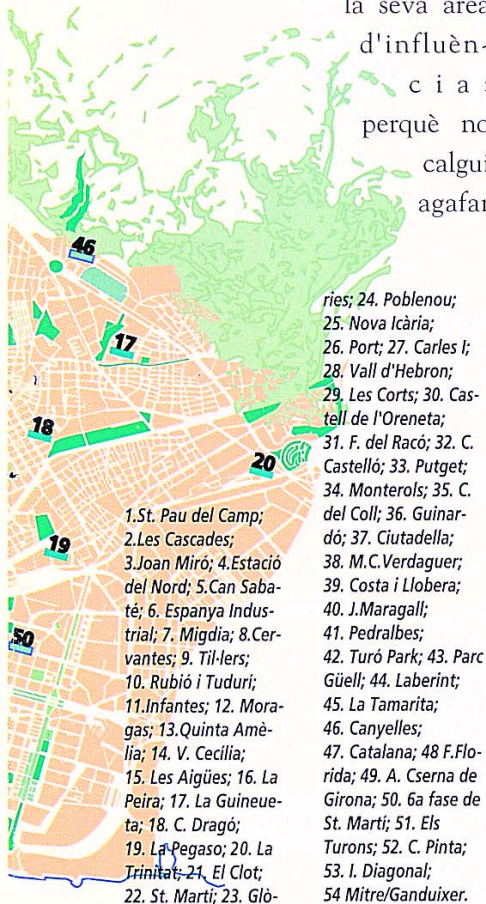 la seva àrea
d'influèn-
cia:
perquè no
calgui
agafar
46
17
18
20
19
50
1.St. Pau del Camp;
2.Les Cascades;
3.Joan Miró; 4.Estació
del Nord; 5.Can Saba-
té; 6. Espanya Indus-
trial; 7. Migdia; 8.Cer-
vantes; 9. Til·lers;
10. Rubió i Tudurí;
11.Infantes; 12. Mora-
gas; 13.Quinta Amè-
lia; 14. V. Cecília;
15. Les Aigües; 16. La
Peira; 17. La Guineue-
ta; 18. C. Dragó;
19. La Pegaso; 20. La
Trinitat; 21. El Clot;
22. St. Martí; 23. Glò-
ries; 24. Poblenou;
25. Nova Icària;
26. Port; 27. Carles I;
28. Vall d'Hebron;
29. Les Corts; 30. Cas-
tell de l'Oreneta;
31. F. del Racó; 32. C.
Castelló; 33. Putget;
34. Monterols; 35. C.
del Coll; 36. Guinar-
dó; 37. Ciutadella;
38. M.C.Verdaguer;
39. Costa i Llobera;
40. J.Maragall;
41. Pedralbes;
42. Turó Park; 43. Parc
Güell; 44. Laberint;
45. La Tamarita;
46. Canyelles;
47. Catalana; 48 F.Flo-
rida; 49. A. Cserna de
Girona; 50. 6a fase de
St. Martí; 51. Els
Turons; 52. C. Pinta;
53. I. Diagonal;
54 Mitre/Ganduixer.